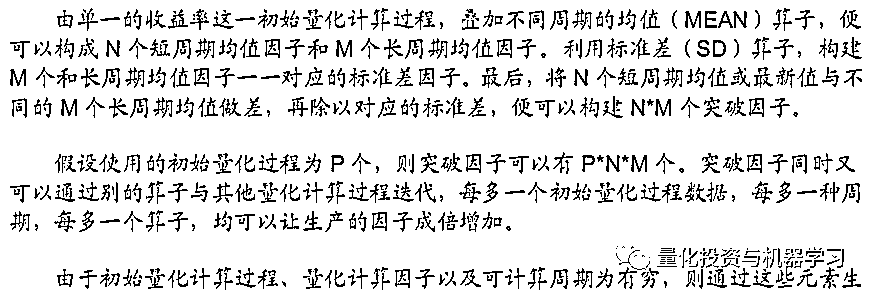 由单一的收益率这一初始量化计算过程，叠加不同周期的均值（MEAN）算子，便
可以构成 N 个短周期均值因子和 M 个长周期均值因子。利用标准差（SD）算子，构建
M 个和长周期均值因子一一对应的标准差因子。最后，将 N 个短周期均值或最新值与不
同的 M 个长周期均值做差，再除以对应的标准差，便可以构建 N*M 个突破因子。
假设使用的初始量化过程为 P 个，则突破因子可以有 P*N*M 个。突破因子同时又
可以通过别的算子与其他量化计算过程迭代，每多一个初始量化过程数据，每多一种周
期，每多一个算子，均可以让生产的因子成倍增加。
量化投资与机器学习
由于初始量化计算过程、量化计算因子以及可计算周期为有穷，则通过这些元素生